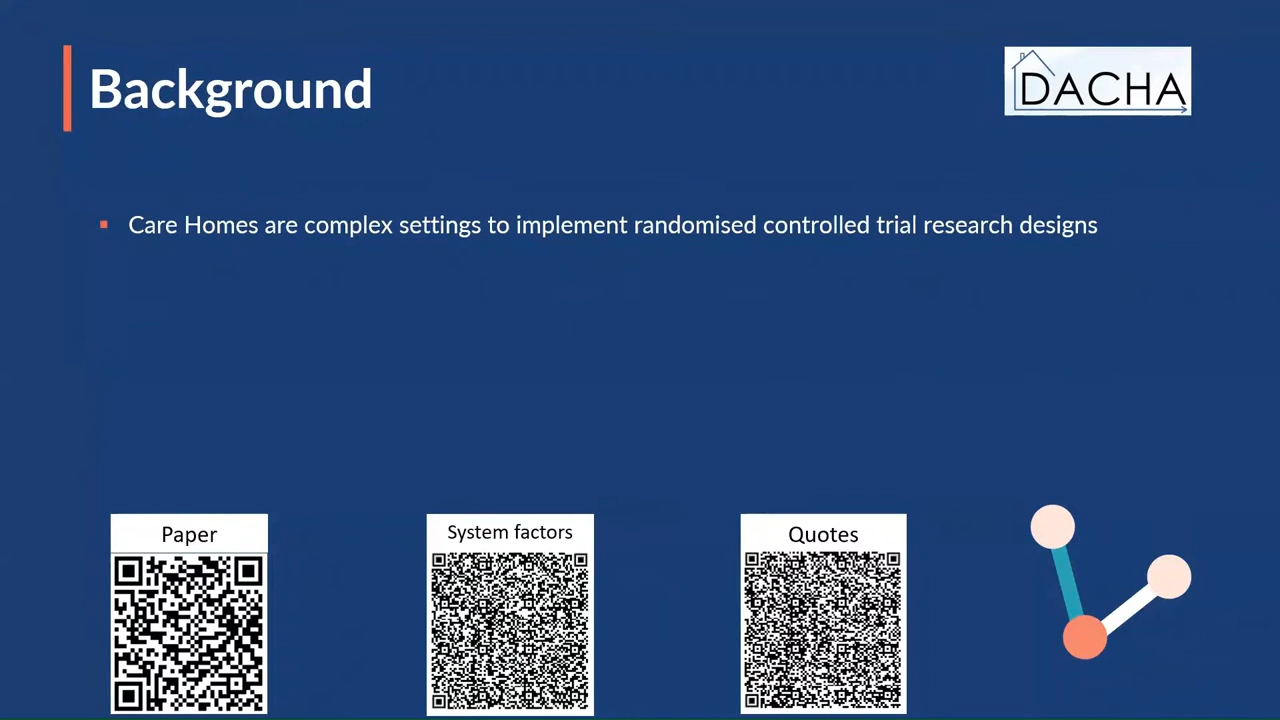 Background
DACHA
Care Homes are complex settings to implement randomised controlled trial research designs
Paper
System factors
Quotes